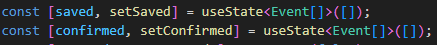 const [saved, setSaved] = useState<Event[]>([]);
const [confirmed, setConfirmed] = useState<Event[]>([]);